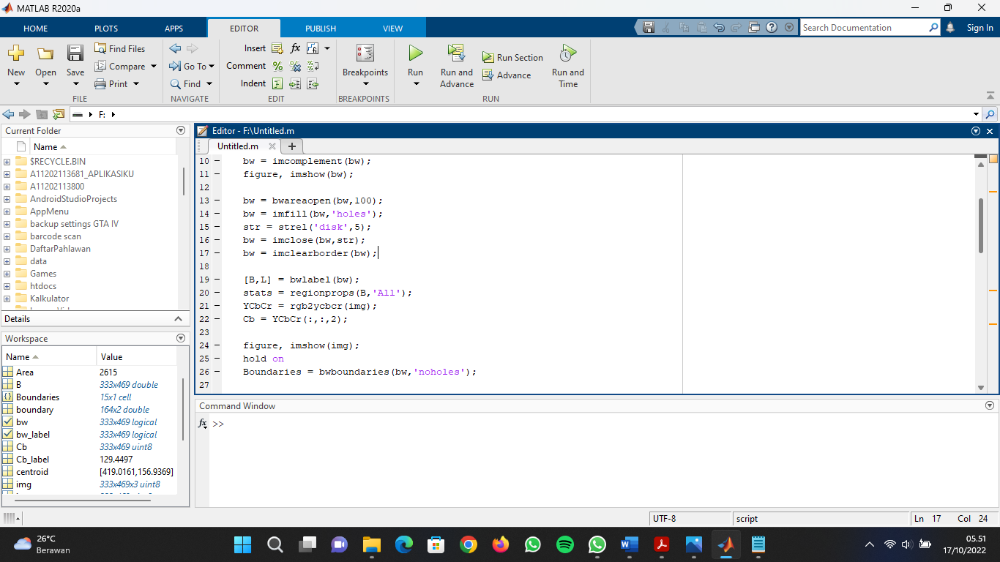 MATLAB R2020a
HOME PLOTS APPS EDITOR PUBLISH VIEW Search Documentation Sign In
New Open Save Find Files Compare Print
FILE
Go To Find
NAVIGATE
Insert fx
Comment
Indent
EDIT
Breakpoints
BREAKPOINTS
Run Run and Advance Run Section Advance Run and Time
RUN
F:
Current Folder
Name
$RECYCLE.BIN
A11202113681_APLIKASIKU
A11202113800
AndroidStudioProjects
AppMenu
backup settings GTA IV
barcode scan
DaftarPahlawan
data
Games
htdocs
Kalkulator
Details
Workspace
Name Value
Area 2615
B 333x469 double
Boundaries 15x1 cell
boundary 164x2 double
bw 333x469 logical
bw_label 333x469 logical
Cb 333x469 uint8
Cb_label 129.4497
centroid [419.0161,156.9369]
img 333x469x3 uint8
Editor - F:\Untitled.m
Untitled.m
10 – bw = imcomplement(bw);
11 – figure, imshow(bw);
12
13 – bw = bwareaopen(bw,100);
14 – bw = imfill(bw,'holes');
15 – str = strel('disk',5);
16 – bw = imclose(bw,str);
17 – bw = imclearborder(bw);
18
19 – [B,L] = bwlabel(bw);
20 – stats = regionprops(B,'All');
21 – YCbCr = rgb2ycbcr(img);
22 – Cb = YCbCr(:,:,2);
23
24 – figure, imshow(img);
25 – hold on
26 – Boundaries = bwboundaries(bw,'noholes');
27
Command Window
fx >>
UTF-8 script Ln 17 Col 24
26°C
Berawan
05.51
17/10/2022